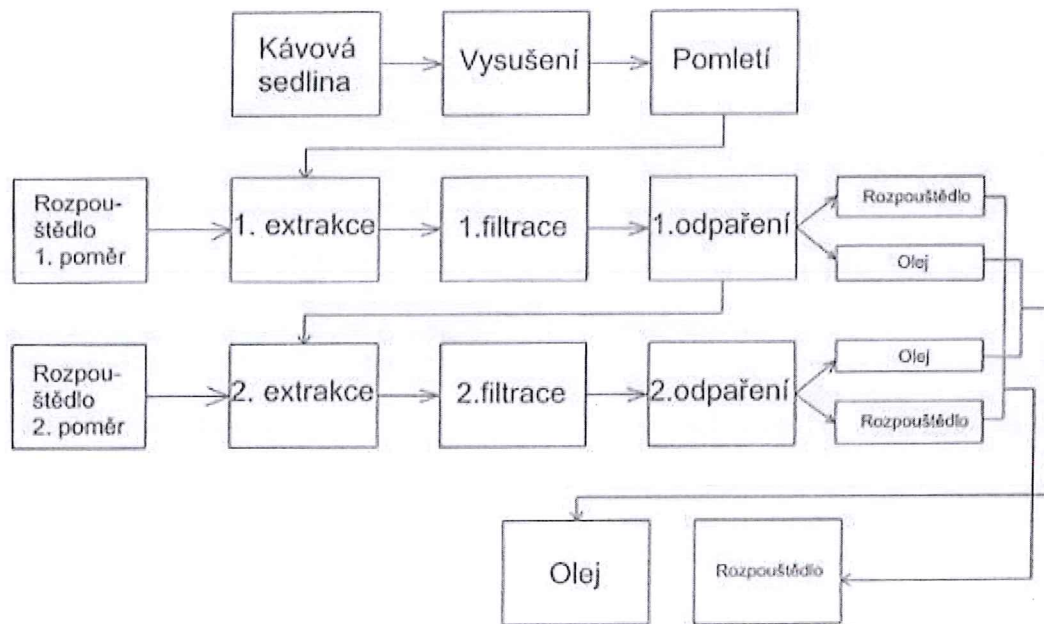 Kávová
sedlina
Vysušení
Pomletí
Rozpou-
štědlo
1. poměr
1. extrakce
1.filtrace
1.odpaření
Rozpouštědlo
Olej
Rozpou-
štědlo
2. poměr
2. extrakce
2.filtrace
2.odpaření
Olej
Rozpouštědlo
Olej
Rozpouštědlo